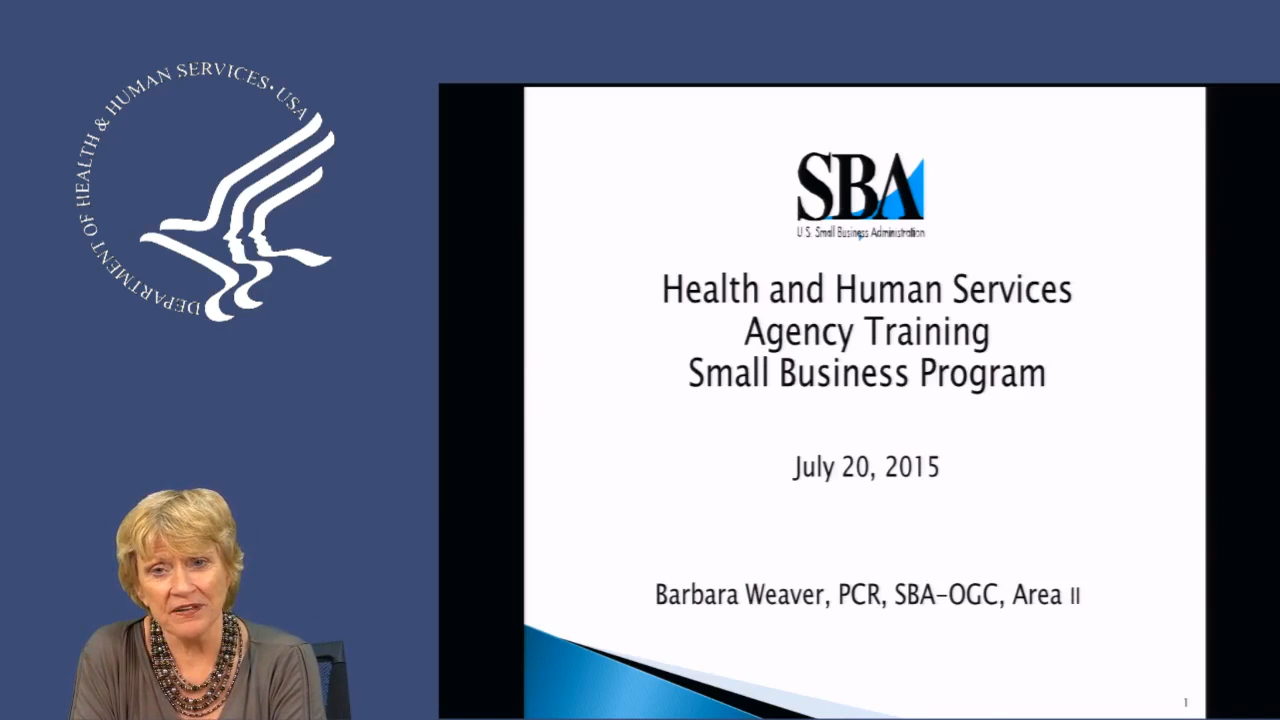 DEPARTMENT OF HEALTH & HUMAN SERVICES • USA
SBA
U.S. Small Business Administration
Health and Human Services
Agency Training
Small Business Program
July 20, 2015
Barbara Weaver, PCR, SBA-OGC, Area II
1